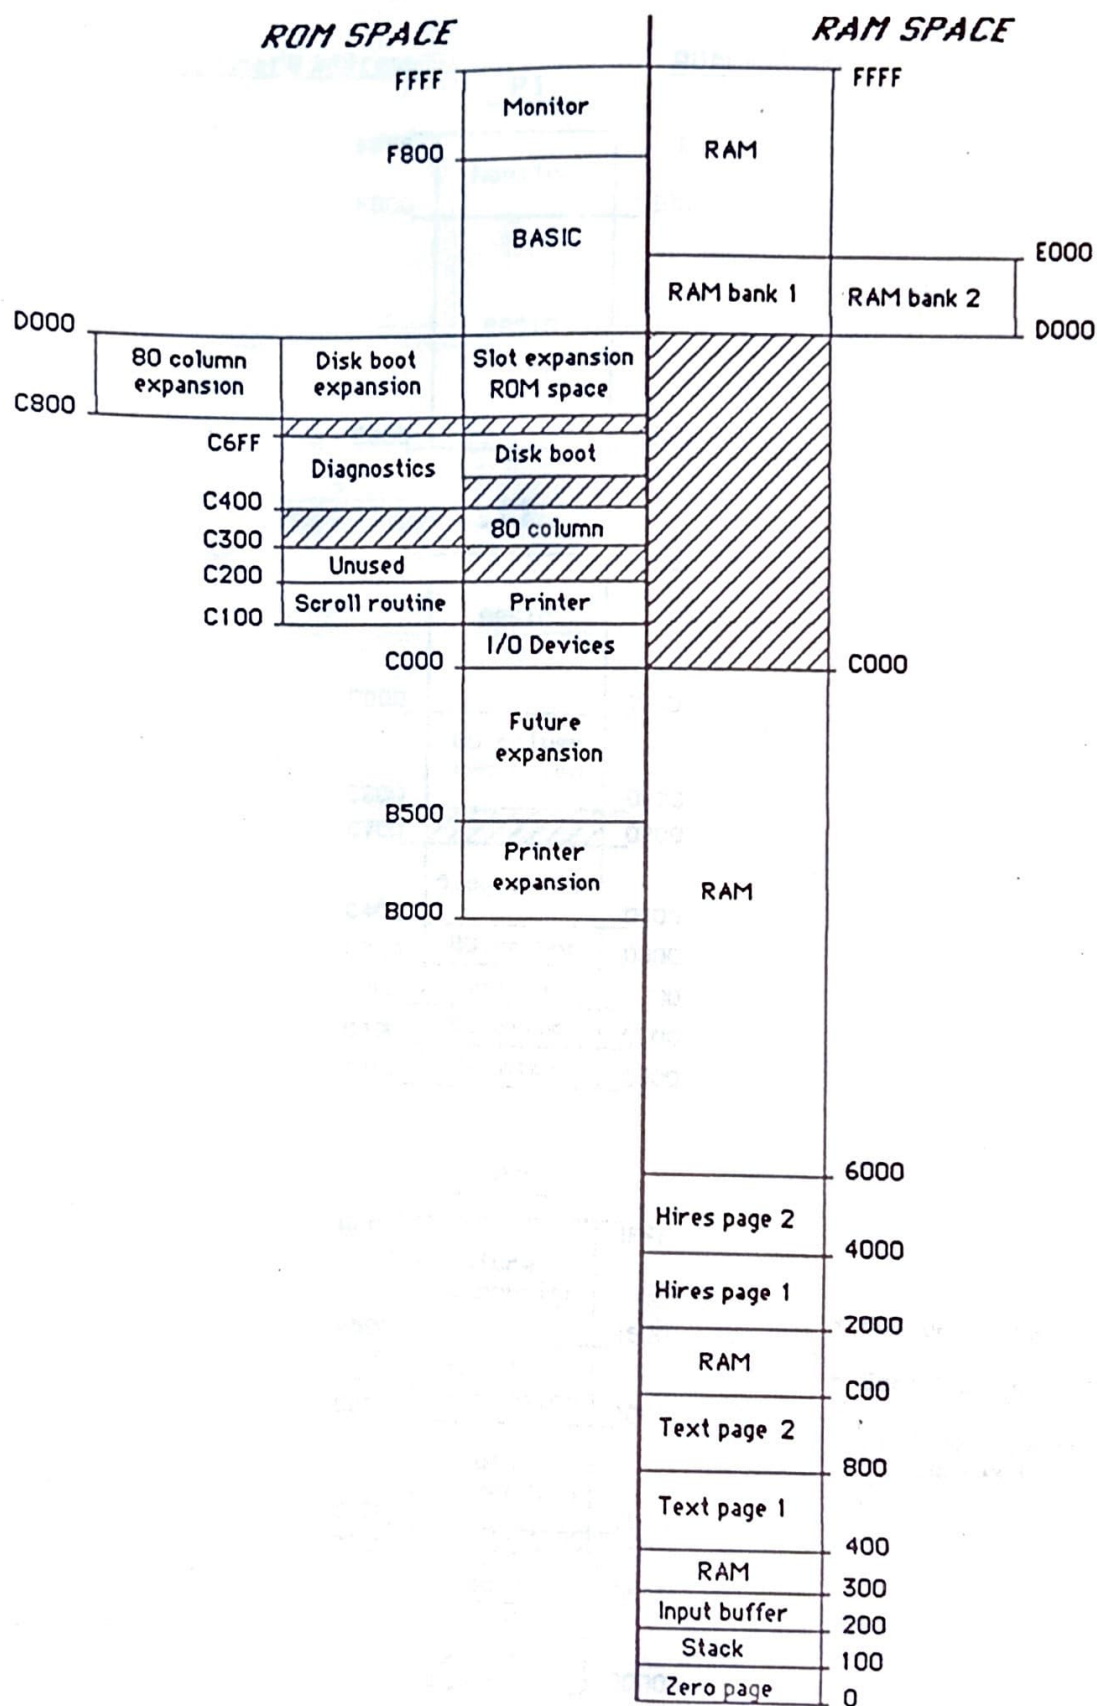 ROM SPACE
RAM SPACE
FFFF
FFFF
Monitor
F800
RAM
BASIC
E000
RAM bank 1
RAM bank 2
D000
D000
80 column
expansion
Disk boot
expansion
Slot expansion
ROM space
C800
C6FF
Disk boot
Diagnostics
C400
80 column
C300
Unused
C200
Scroll routine
Printer
C100
I/O Devices
C000
C000
Future
expansion
B500
Printer
expansion
RAM
B000
6000
Hires page 2
4000
Hires page 1
2000
RAM
C00
Text page 2
800
Text page 1
400
RAM
300
Input buffer
200
Stack
100
Zero page
0